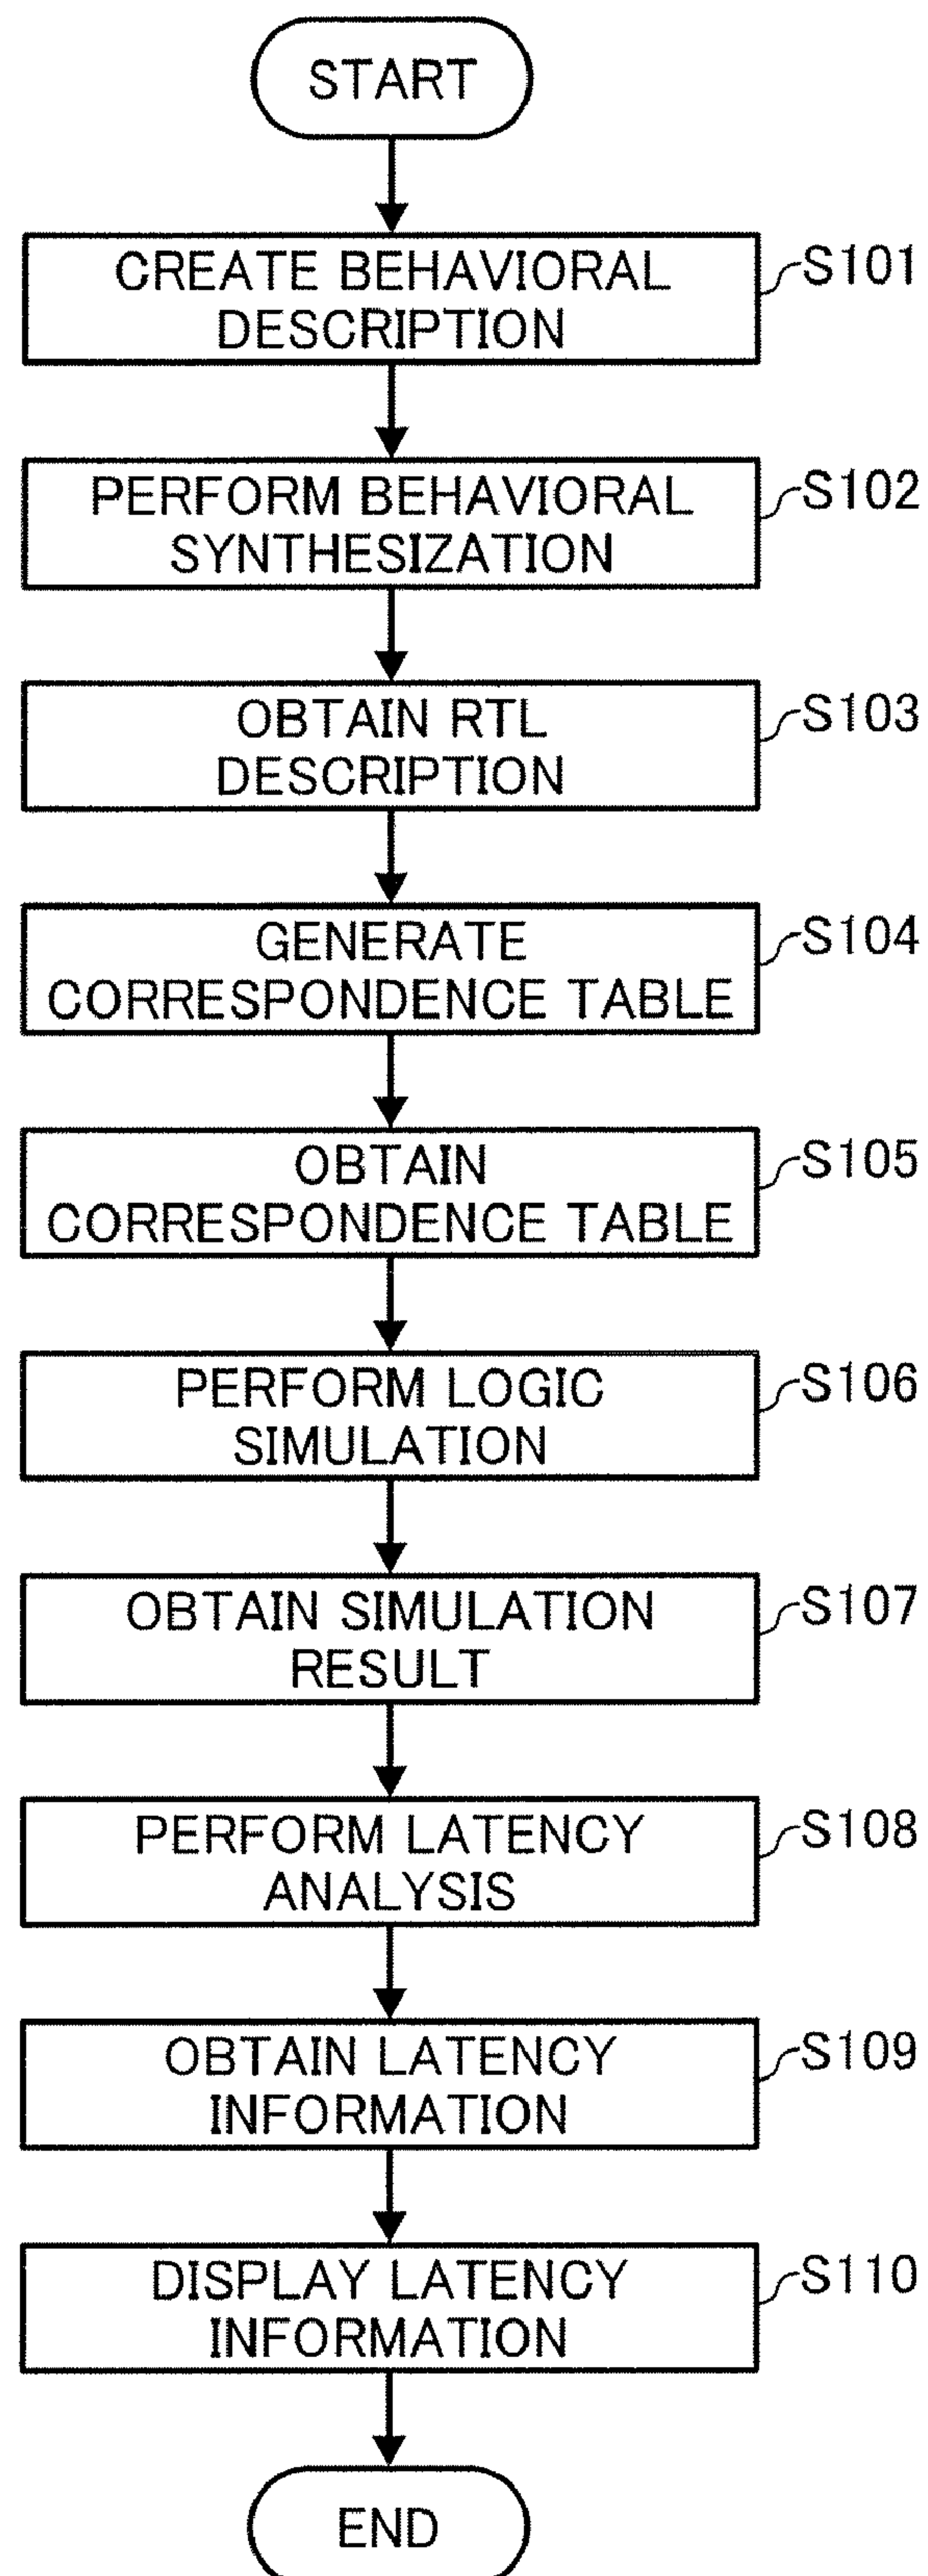 START
CREATE BEHAVIORAL
DESCRIPTION
S101
PERFORM BEHAVIORAL
SYNTHESIZATION
S102
OBTAIN RTL
DESCRIPTION
S103
GENERATE
CORRESPONDENCE TABLE
S104
OBTAIN
CORRESPONDENCE TABLE
S105
PERFORM LOGIC
SIMULATION
S106
OBTAIN SIMULATION
RESULT
S107
PERFORM LATENCY
ANALYSIS
S108
OBTAIN LATENCY
INFORMATION
S109
DISPLAY LATENCY
INFORMATION
S110
END